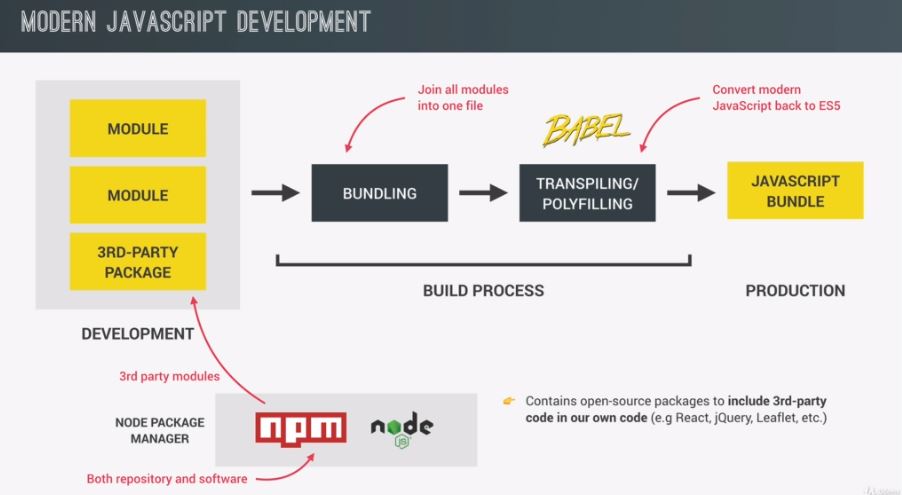 MODERN JAVASCRIPT DEVELOPMENT
MODULE
MODULE
3RD-PARTY
PACKAGE
DEVELOPMENT
Join all modules
into one file
BUNDLING
BABEL
Convert modern
JavaScript back to ES5
TRANSPILING/
POLYFILLING
JAVASCRIPT
BUNDLE
BUILD PROCESS
PRODUCTION
3rd party modules
NODE PACKAGE
MANAGER
npm
node
JS
Both repository and software
👉 Contains open-source packages to include 3rd-party
code in our own code (e.g React, jQuery, Leaflet, etc.)